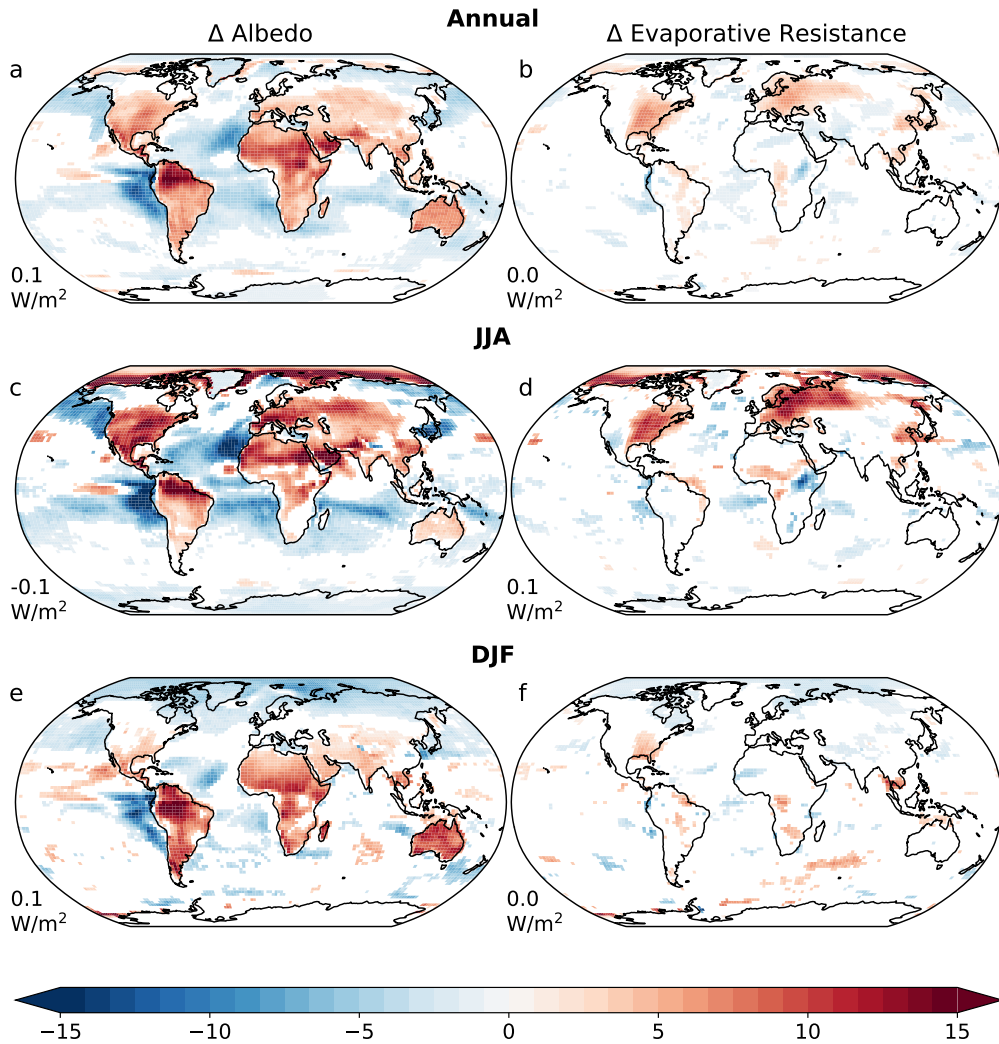 Annual
Δ Albedo
Δ Evaporative Resistance
a
b
0.1
W/m²
0.0
W/m²
JJA
c
d
-0.1
W/m²
0.1
W/m²
DJF
e
f
0.1
W/m²
0.0
W/m²
−15 −10 −5 0 5 10 15